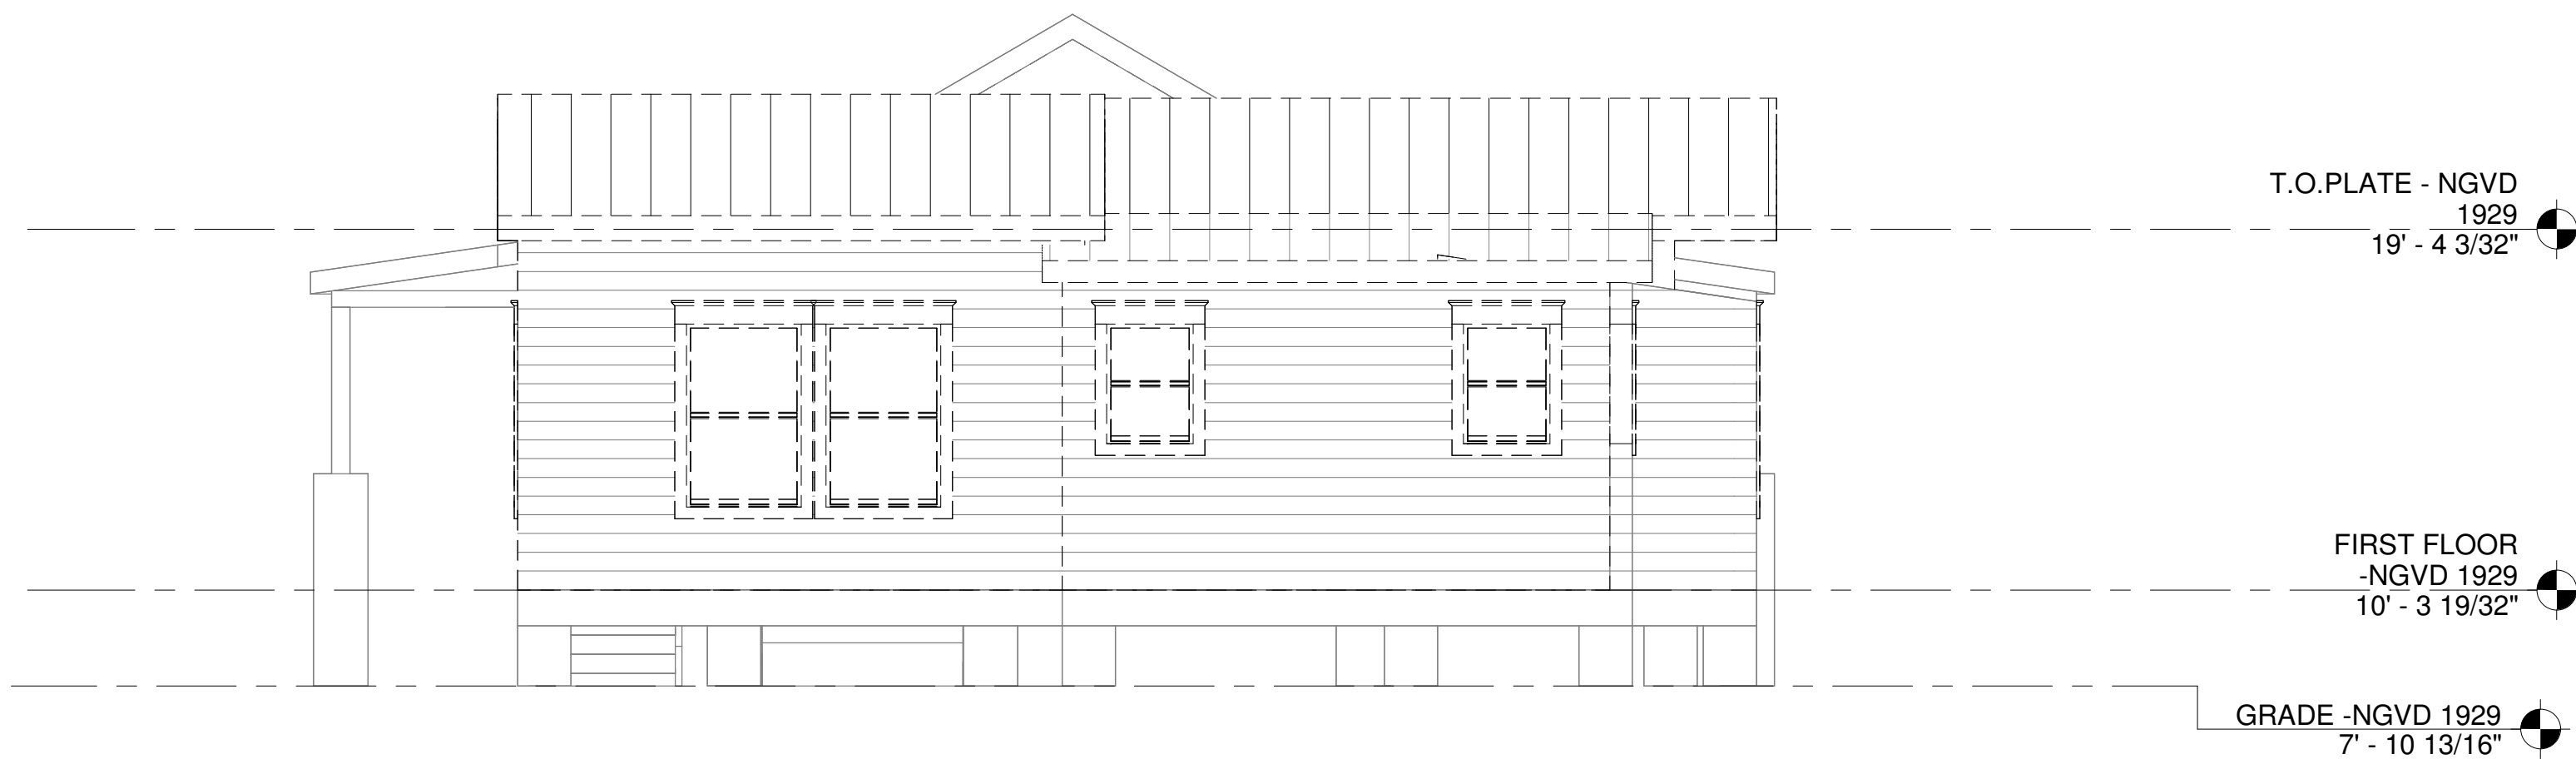 T.O.PLATE - NGVD
1929
19' - 4 3/32"
FIRST FLOOR
-NGVD 1929
10' - 3 19/32"
GRADE -NGVD 1929
7' - 10 13/16"